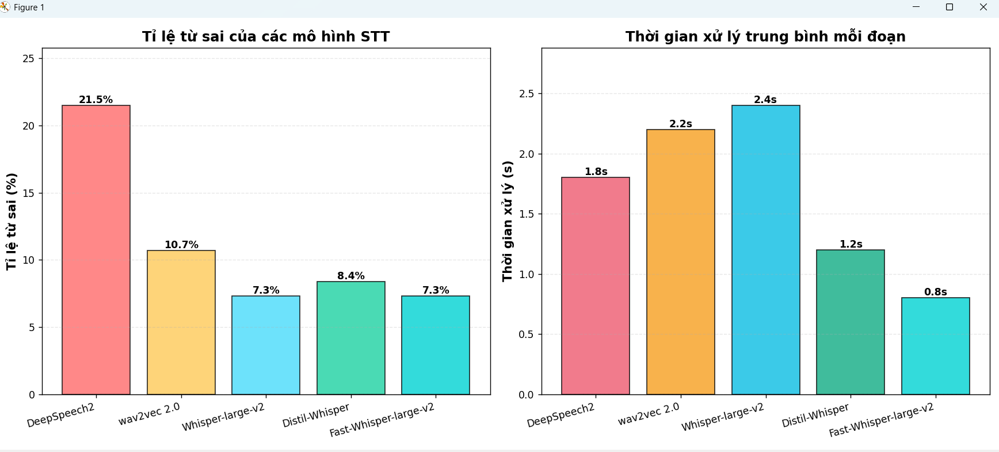 Figure 1
Tỉ lệ từ sai của các mô hình STT
Tỉ lệ từ sai (%)
25
20
15
10
5
0
21.5%
10.7%
7.3%
8.4%
7.3%
DeepSpeech2
wav2vec 2.0
Whisper-large-v2
Distil-Whisper
Fast-Whisper-large-v2
Thời gian xử lý trung bình mỗi đoạn
Thời gian xử lý (s)
2.5
2.0
1.5
1.0
0.5
0.0
1.8s
2.2s
2.4s
1.2s
0.8s
DeepSpeech2
wav2vec 2.0
Whisper-large-v2
Distil-Whisper
Fast-Whisper-large-v2